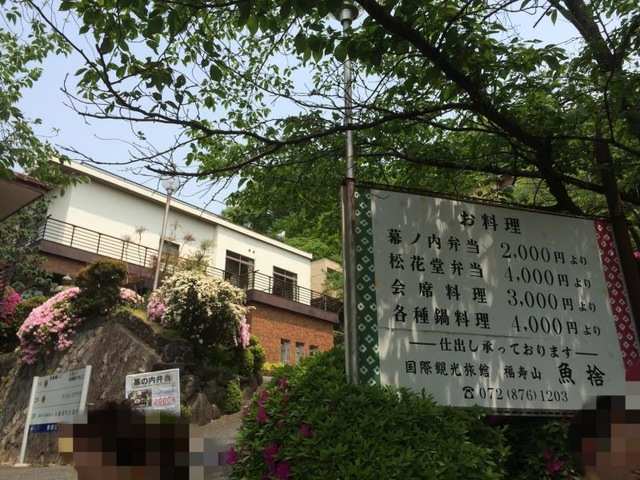 お料理
幕ノ内弁当 2,000円より
松花堂弁当 4,000円より
会席料理 3,000円より
各種鍋料理 4,000円より
仕出し承っております
国際観光旅館 福寿山 魚捨
☎072(876)1203
幕の内弁当